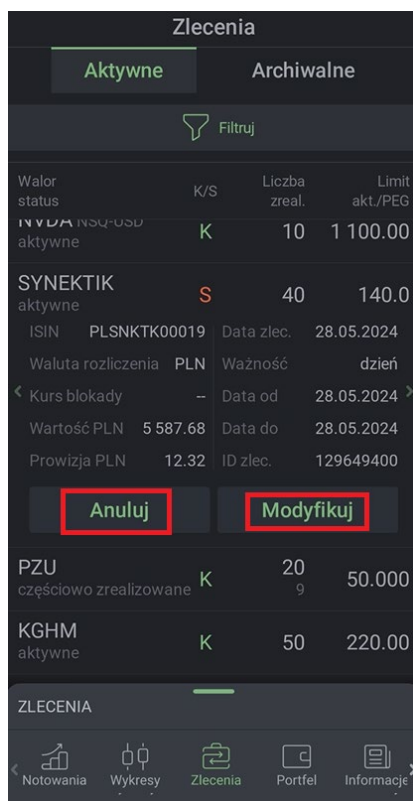 Zlecenia
Aktywne Archiwalne
Filtruj
Walor K/S Liczba Limit
status zreal. akt./PEG
NVDA NSQ-USD K 10 1 100.00
aktywne
SYNEKTIK S 40 140.0
aktywne
ISIN PLSNKTK00019 Data zlec. 28.05.2024
Waluta rozliczenia PLN Ważność dzień
Kurs blokady -- Data od 28.05.2024
Wartość PLN 5 587.68 Data do 28.05.2024
Prowizja PLN 12.32 ID zlec. 129649400
Anuluj Modyfikuj
PZU K 20 50.000
częściowo zrealizowane 9
KGHM K 50 220.00
aktywne
ZLECENIA
Notowania Wykresy Zlecenia Portfel Informacje